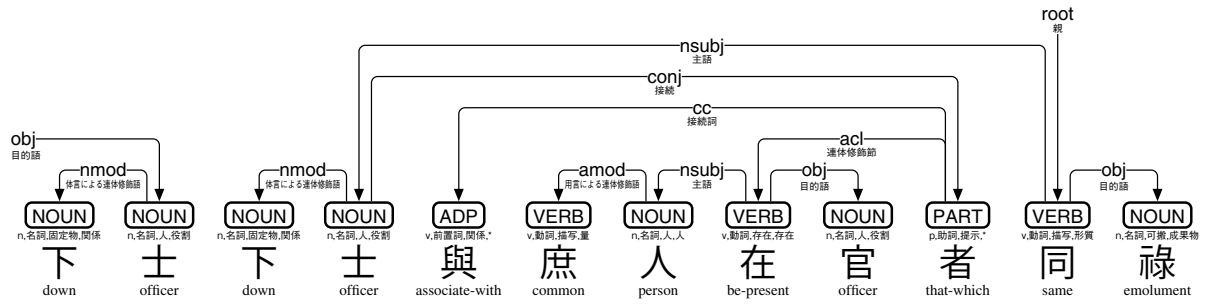 root
親
nsubj
主語
conj
接続
cc
接続詞
obj
目的語
acl
連体修飾節
nmod
体言による連体修飾語
nmod
体言による連体修飾語
amod
用言による連体修飾語
nsubj
主語
obj
目的語
obj
目的語
NOUN NOUN NOUN NOUN ADP VERB NOUN VERB NOUN PART VERB NOUN
n,名詞,固定物,関係 n,名詞,人,役割 n,名詞,固定物,関係 n,名詞,人,役割 v,前置詞,関係,* v,動詞,描写,量 n,名詞,人,人 v,動詞,存在,存在 n,名詞,人,役割 p,助詞,提示,* v,動詞,描写,形質 n,名詞,可搬,成果物
下 士 下 士 與 庶 人 在 官 者 同 祿
down officer down officer associate-with common person be-present officer that-which same emolument